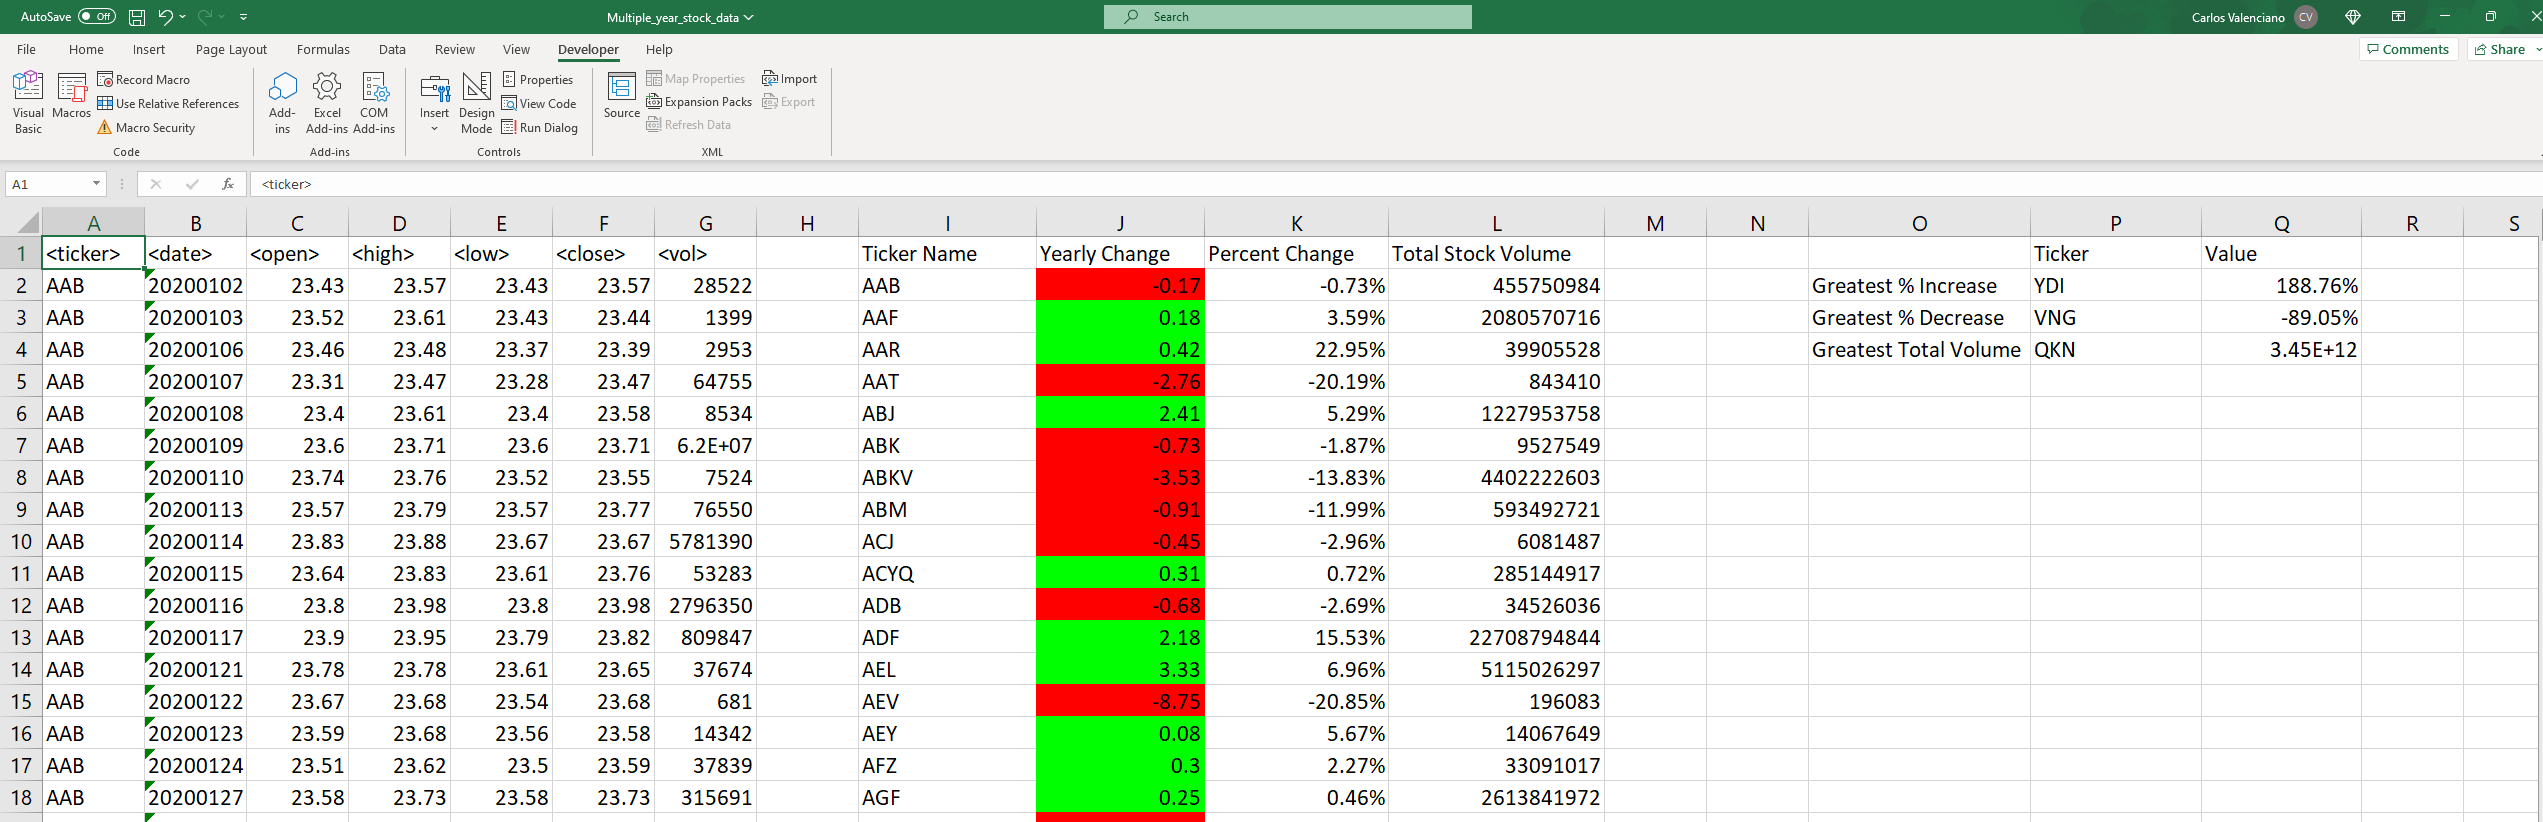 AutoSave Off Multiple_year_stock_data Search Carlos Valenciano CV
File Home Insert Page Layout Formulas Data Review View Developer Help Comments Share
Visual Basic Macros Record Macro Use Relative References Macro Security
Add-ins Excel Add-ins COM Add-ins
Insert Design Mode Properties View Code Run Dialog
Source Map Properties Expansion Packs Refresh Data Import Export
Code Add-ins Controls XML
A1 fx <ticker>
A B C D E F G H I J K L M N O P Q R S
1 <ticker> <date> <open> <high> <low> <close> <vol> Ticker Name Yearly Change Percent Change Total Stock Volume Ticker Value
2 AAB 20200102 23.43 23.57 23.43 23.57 28522 AAB -0.17 -0.73% 455750984 Greatest % Increase YDI 188.76%
3 AAB 20200103 23.52 23.61 23.43 23.44 1399 AAF 0.18 3.59% 2080570716 Greatest % Decrease VNG -89.05%
4 AAB 20200106 23.46 23.48 23.37 23.39 2953 AAR 0.42 22.95% 39905528 Greatest Total Volume QKN 3.45E+12
5 AAB 20200107 23.31 23.47 23.28 23.47 64755 AAT -2.76 -20.19% 843410
6 AAB 20200108 23.4 23.61 23.4 23.58 8534 ABJ 2.41 5.29% 1227953758
7 AAB 20200109 23.6 23.71 23.6 23.71 6.2E+07 ABK -0.73 -1.87% 9527549
8 AAB 20200110 23.74 23.76 23.52 23.55 7524 ABKV -3.53 -13.83% 4402222603
9 AAB 20200113 23.57 23.79 23.57 23.77 76550 ABM -0.91 -11.99% 593492721
10 AAB 20200114 23.83 23.88 23.67 23.67 5781390 ACJ -0.45 -2.96% 6081487
11 AAB 20200115 23.64 23.83 23.61 23.76 53283 ACYQ 0.31 0.72% 285144917
12 AAB 20200116 23.8 23.98 23.8 23.98 2796350 ADB -0.68 -2.69% 34526036
13 AAB 20200117 23.9 23.95 23.79 23.82 809847 ADF 2.18 15.53% 22708794844
14 AAB 20200121 23.78 23.78 23.61 23.65 37674 AEL 3.33 6.96% 5115026297
15 AAB 20200122 23.67 23.68 23.54 23.68 681 AEV -8.75 -20.85% 196083
16 AAB 20200123 23.59 23.68 23.56 23.58 14342 AEY 0.08 5.67% 14067649
17 AAB 20200124 23.51 23.62 23.5 23.59 37839 AFZ 0.3 2.27% 33091017
18 AAB 20200127 23.58 23.73 23.58 23.73 315691 AGF 0.25 0.46% 2613841972